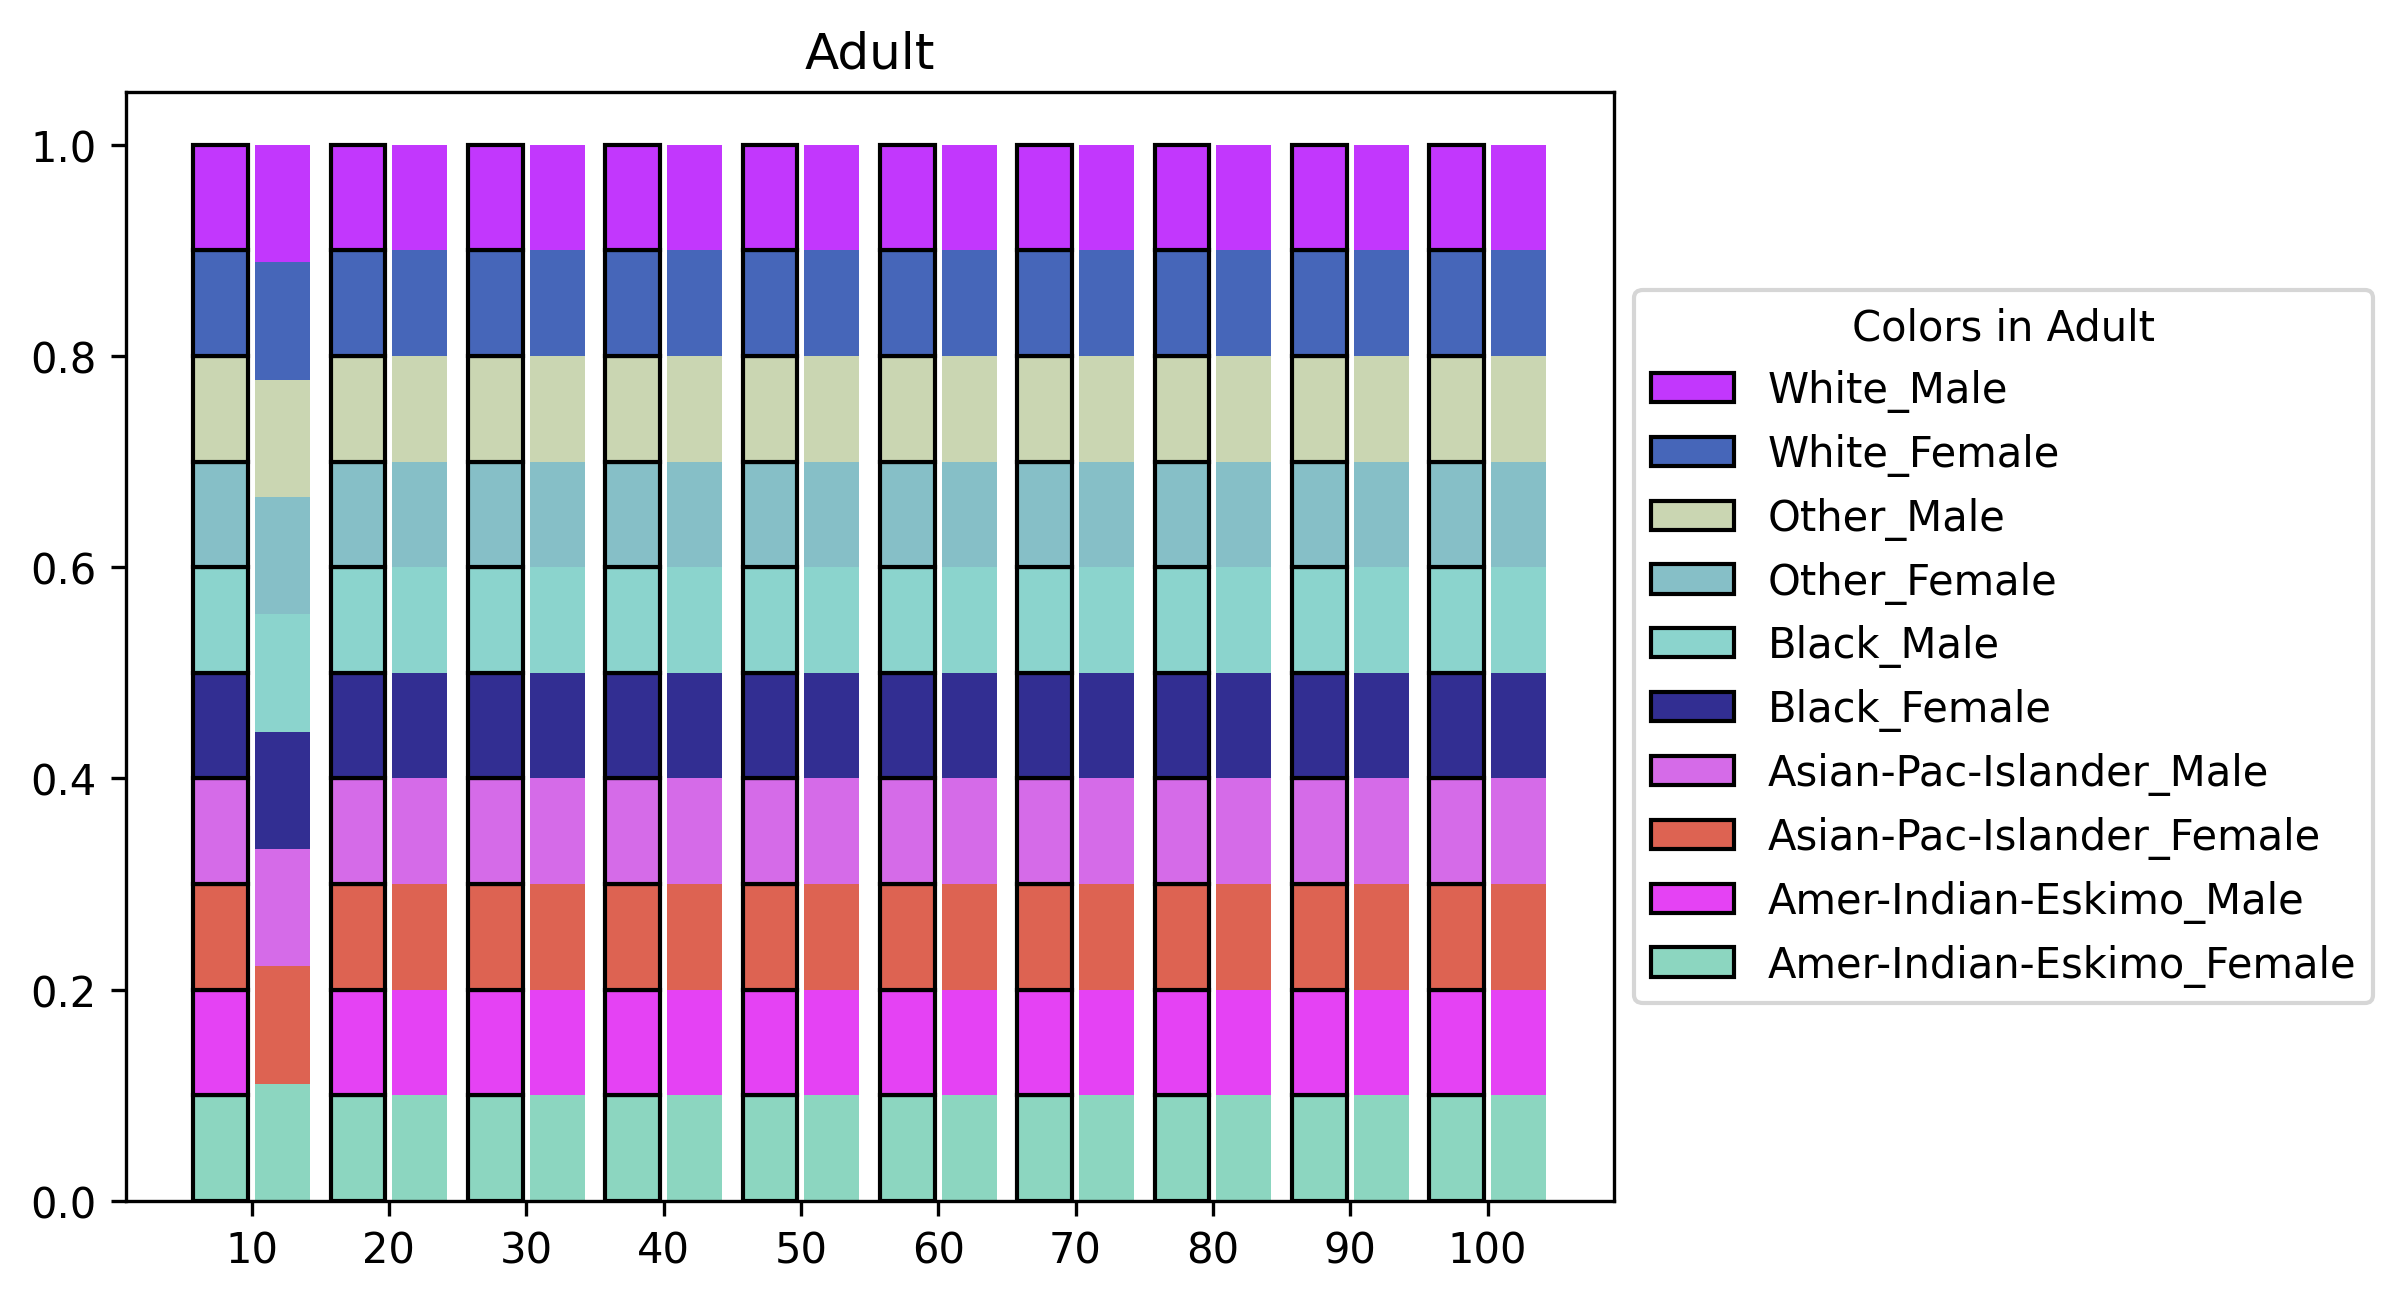 Adult
1.0
0.8
0.6
0.4
0.2
0.0
10 20 30 40 50 60 70 80 90 100
Colors in Adult
White_Male
White_Female
Other_Male
Other_Female
Black_Male
Black_Female
Asian-Pac-Islander_Male
Asian-Pac-Islander_Female
Amer-Indian-Eskimo_Male
Amer-Indian-Eskimo_Female